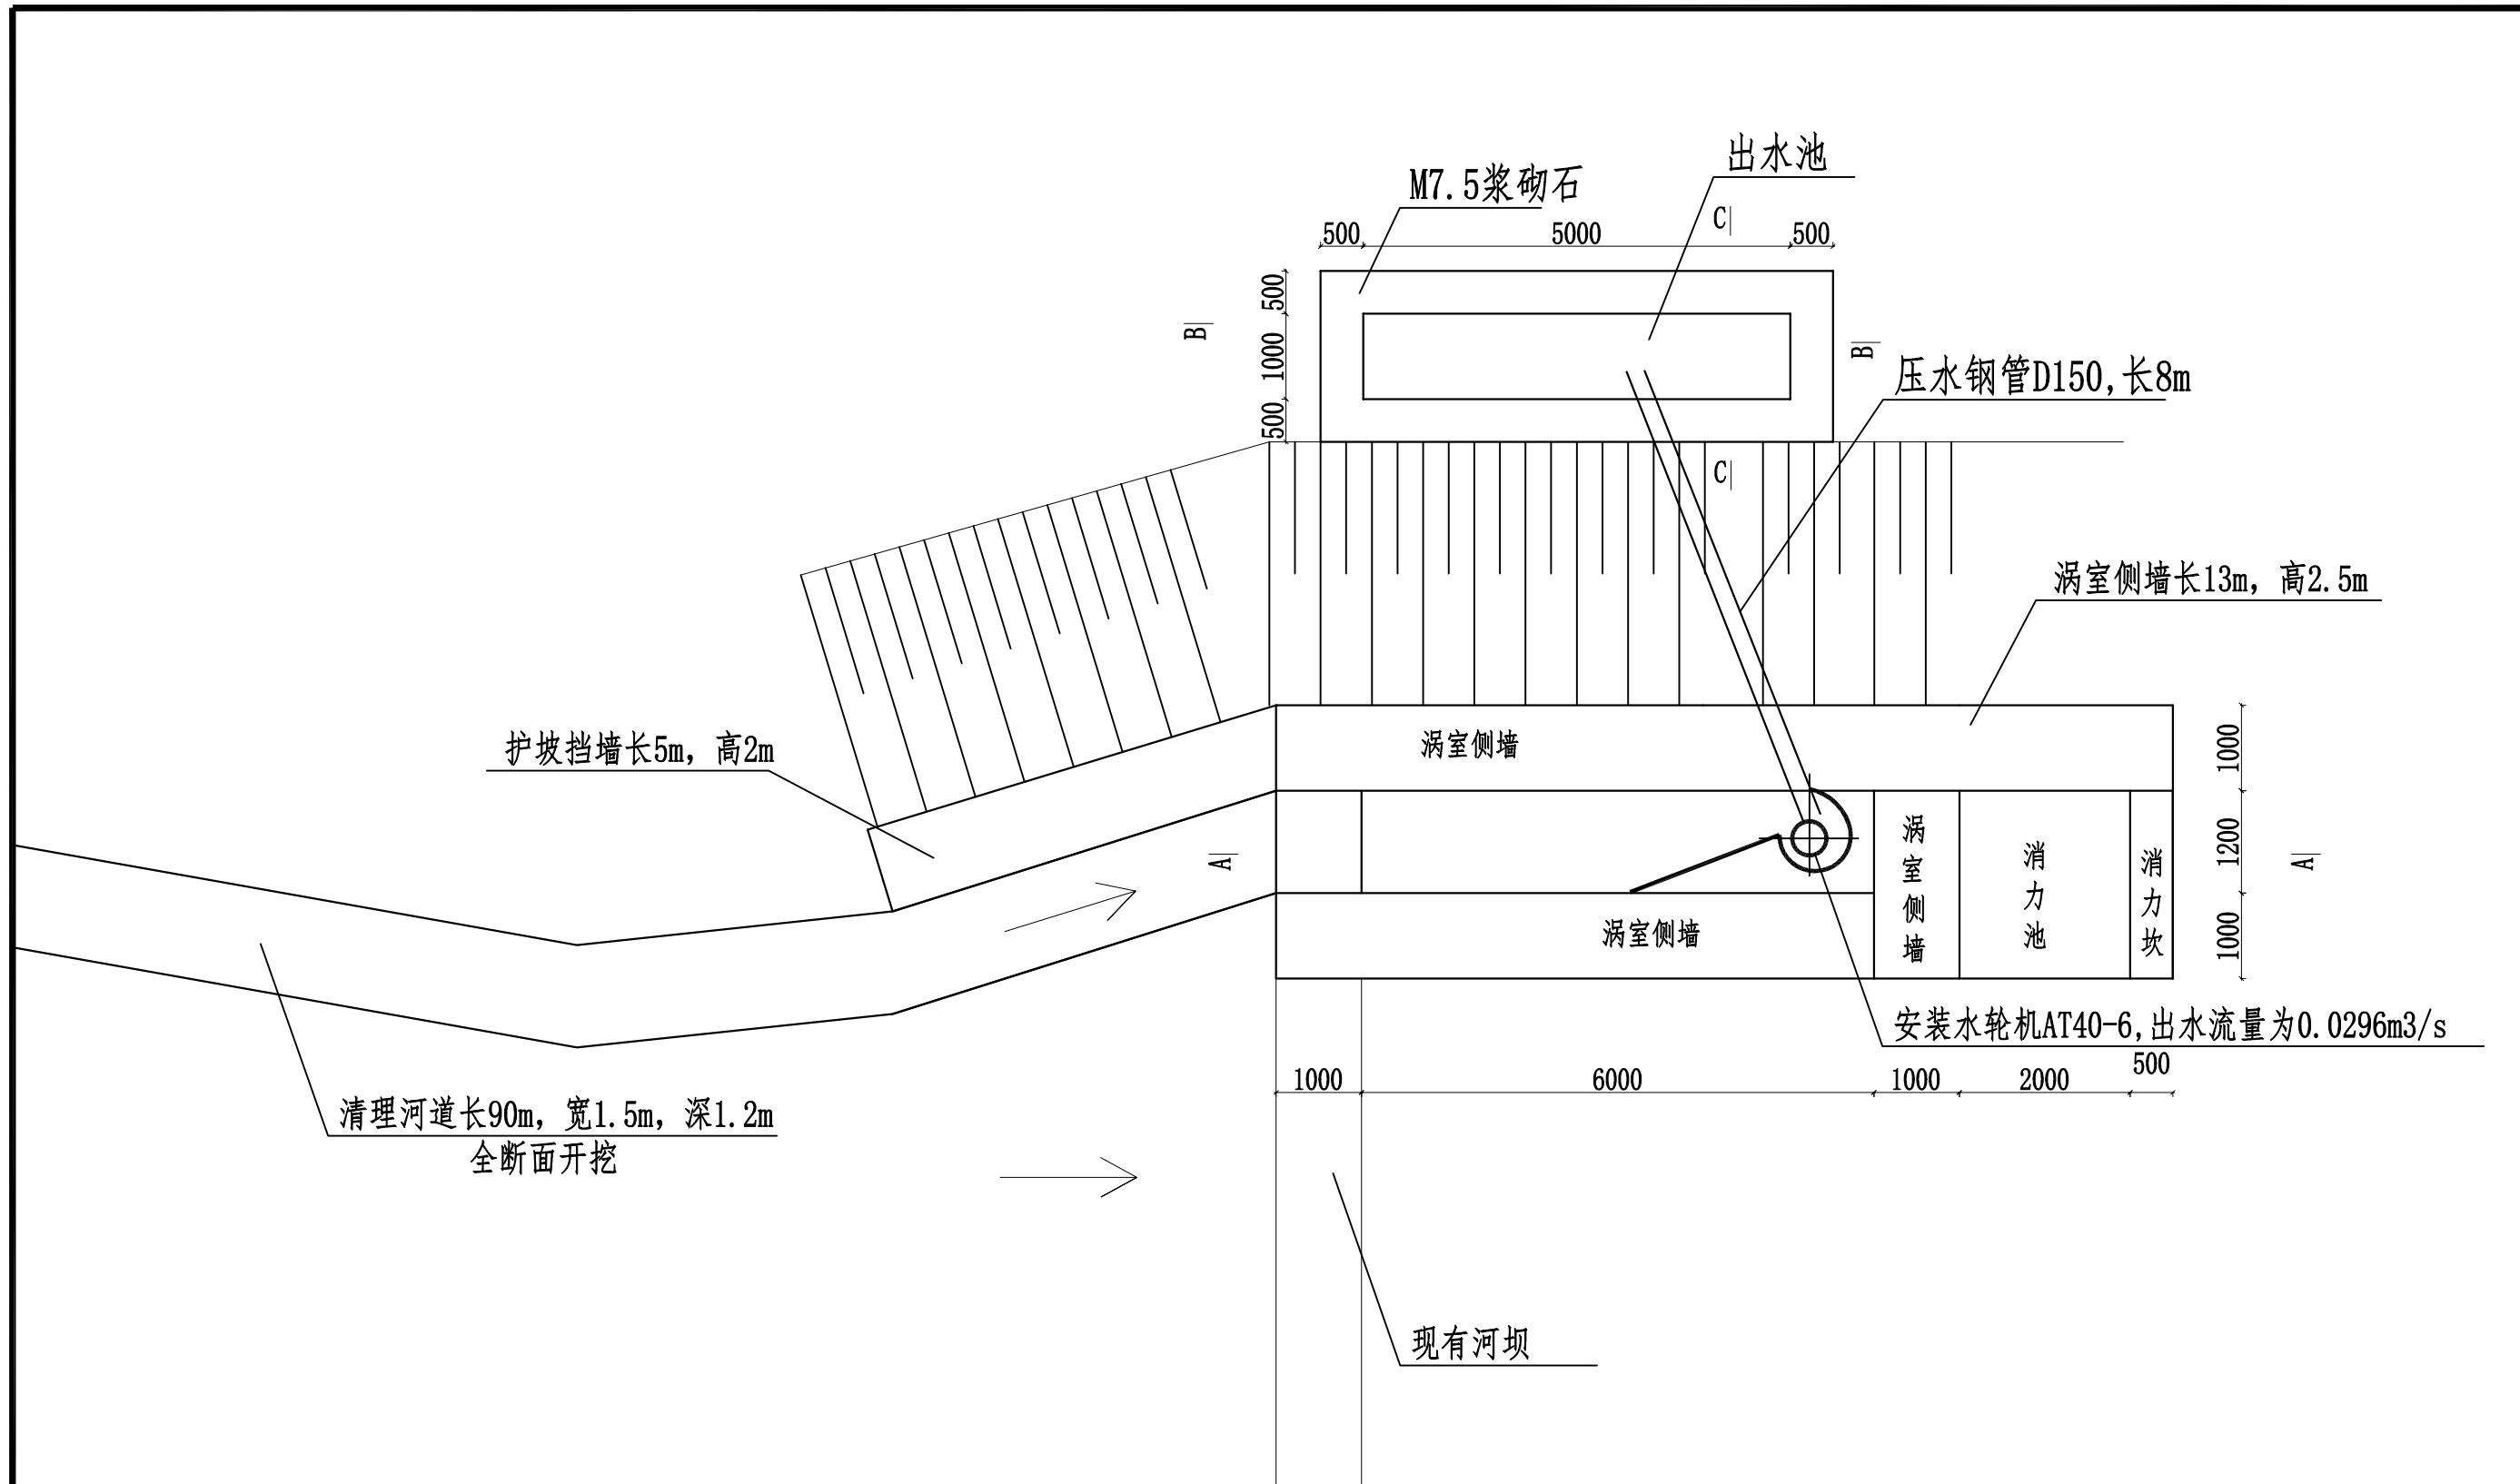 出水池
M7.5浆砌石
C
500
5000
500
500
1000
500
B
B
压水钢管D150,长8m
C
涡室侧墙长13m，高2.5m
护坡挡墙长5m，高2m
涡室侧墙
1000
1200
1000
A
A
涡室侧墙
涡室侧墙
消力池
消力坎
安装水轮机AT40-6,出水流量为0.0296m3/s
1000
6000
1000
2000
500
清理河道长90m，宽1.5m，深1.2m
全断面开挖
现有河坝